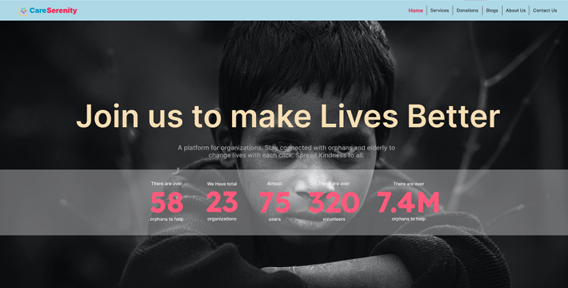 CareSerenity
Home
Services
Donations
Blogs
About Us
Contact Us
Join us to make Lives Better
A platform for organizations. Stay connected with orphans and elderly to
change lives with each click. Spread Kindness to all.
There are over
58
orphans to help
We Have total
23
organizations
75
users
There are over
320
volunteers
There are over
7.4M
orphans to help